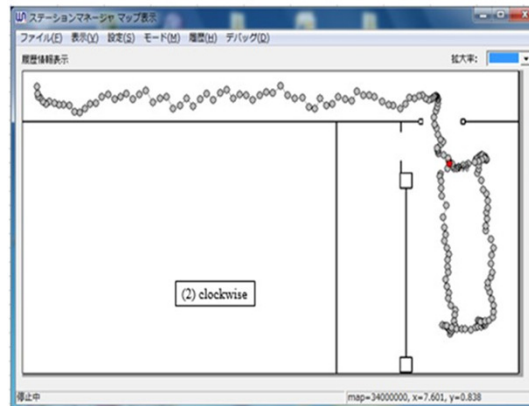 ステーションマネージャ マップ表示
ファイル(F) 表示(V) 設定(S) モード(M) 履歴(H) デバッグ(D)
履歴情報表示 拡大率:
(2) clockwise
停止中 map=34000000, x=7.601, y=0.838